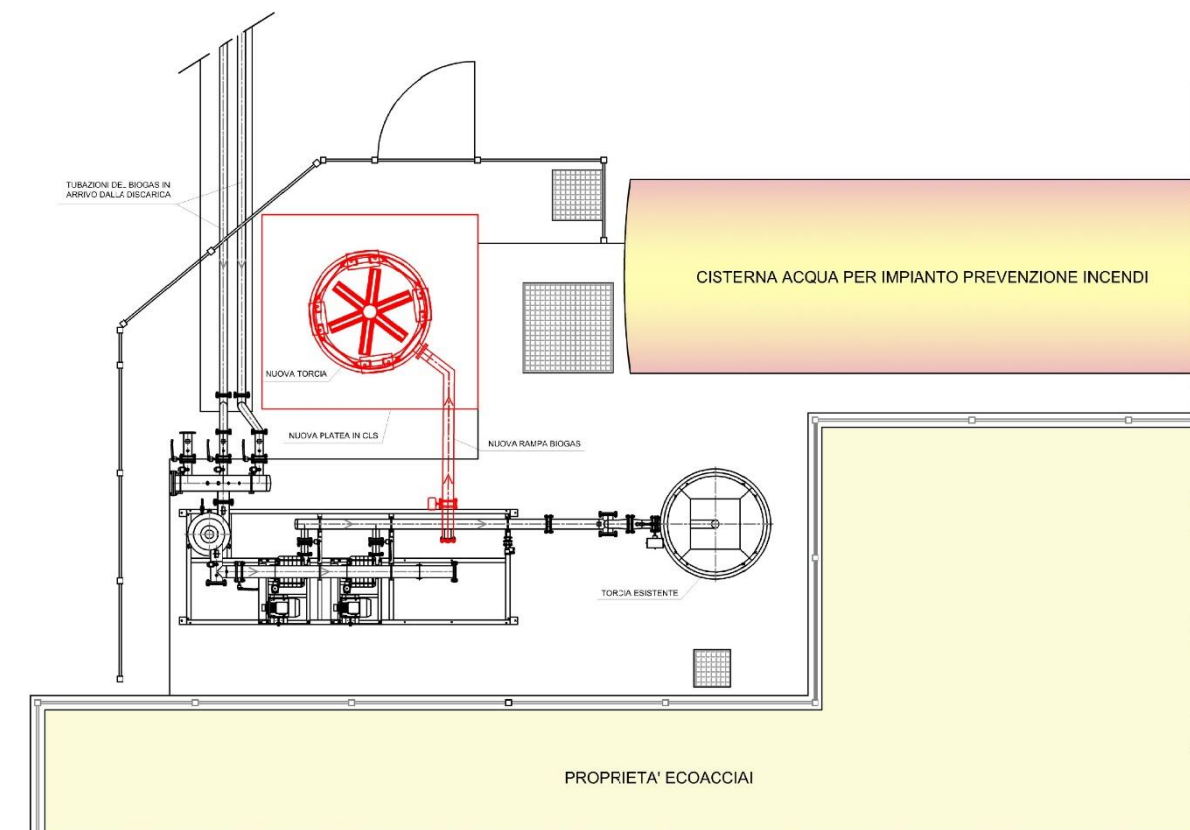 TUBAZIONI DEL BIOGAS IN
ARRIVO DALLA DISCARICA
CISTERNA ACQUA PER IMPIANTO PREVENZIONE INCENDI
NUOVA TORCIA
NUOVA PLATEA IN CLS
NUOVA RAMPA BIOGAS
TORCIA ESISTENTE
PROPRIETA' ECOACCIAI